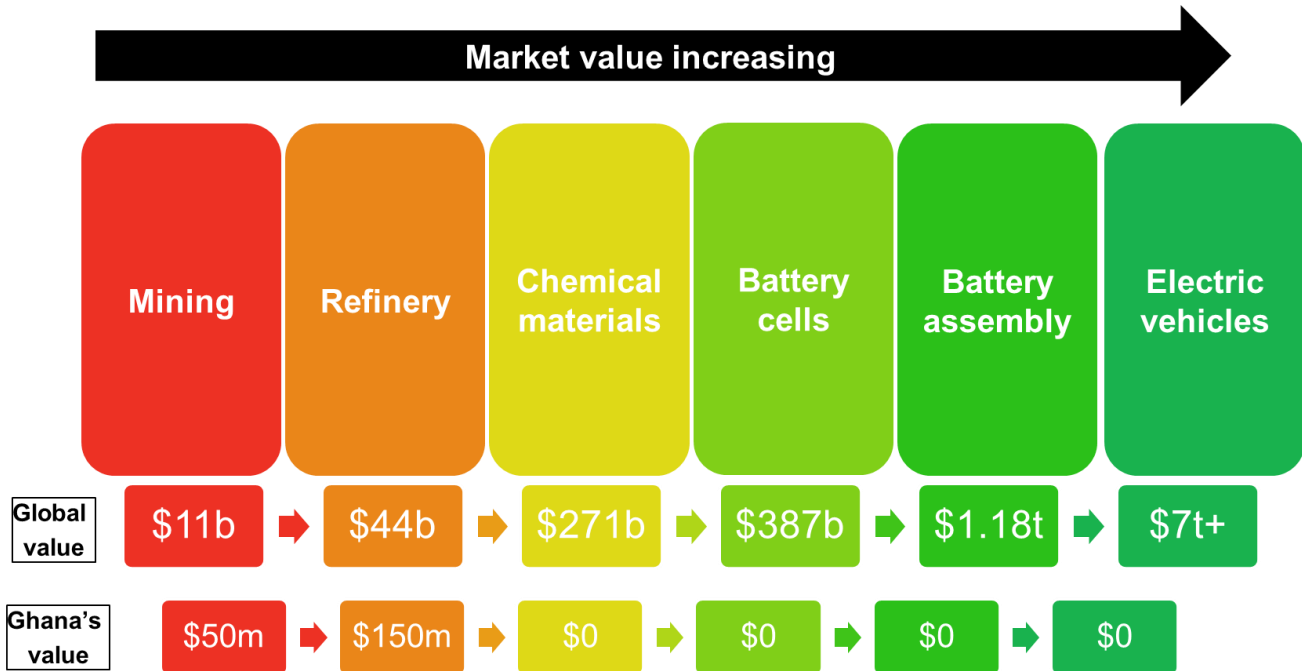 Market value increasing
Mining
Refinery
Chemical
materials
Battery
cells
Battery
assembly
Electric
vehicles
Global
value
$11b
$44b
$271b
$387b
$1.18t
$7t+
Ghana's
value
$50m
$150m
$0
$0
$0
$0